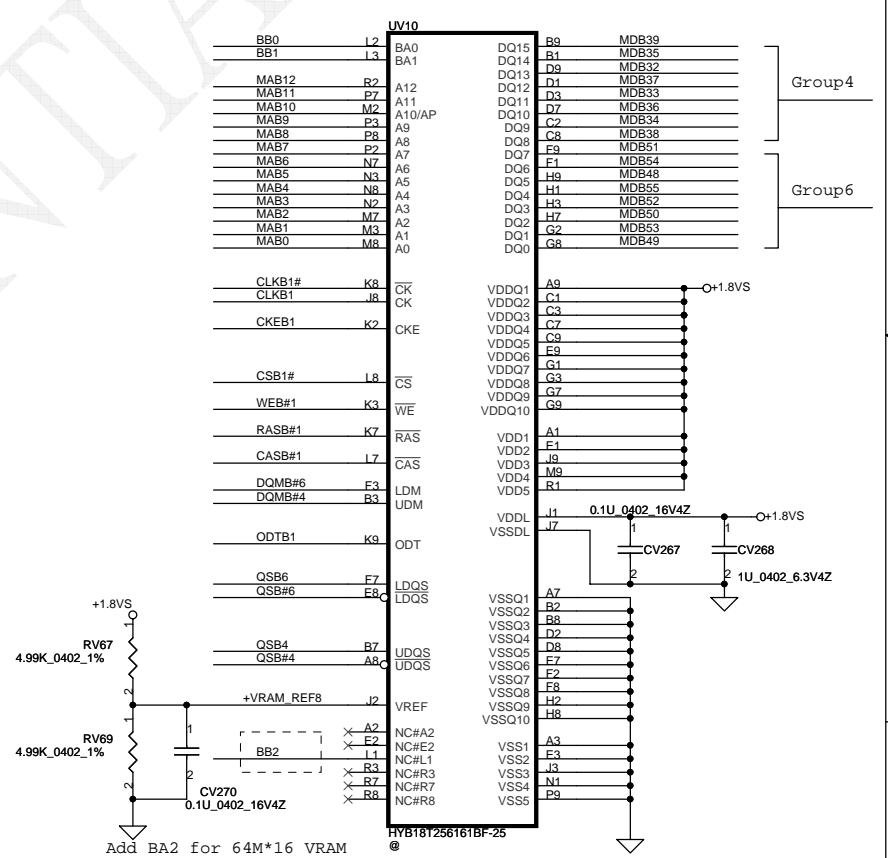 UV10
BB0 L2 BA0 DQ15 B9 MDB39
BB1 L3 BA1 DQ14 B1 MDB35
DQ13 D9 MDB32
MAB12 R2 A12 DQ12 D1 MDB37
MAB11 P7 A11 DQ11 D3 MDB33
MAB10 M2 A10/AP DQ10 D7 MDB36
MAB9 P3 A9 DQ9 C2 MDB34
MAB8 P8 A8 DQ8 C8 MDB38
MAB7 P2 A7 DQ7 F9 MDB51
MAB6 N7 A6 DQ6 F1 MDB54
MAB5 N3 A5 DQ5 H9 MDB48
MAB4 N8 A4 DQ4 H1 MDB55
MAB3 N2 A3 DQ3 H3 MDB52
MAB2 M7 A2 DQ2 H7 MDB50
MAB1 M3 A1 DQ1 G2 MDB53
MAB0 M8 A0 DQ0 G8 MDB49
Group4
Group6
CLKB1# K8 CK VDDQ1 A9 +1.8VS
CLKB1 J8 CK VDDQ2 C1
VDDQ3 C3
CKEB1 K2 CKE VDDQ4 C7
VDDQ5 C9
VDDQ6 E9
VDDQ7 G1
CSB1# L8 CS VDDQ8 G3
VDDQ9 G7
WEB#1 K3 WE VDDQ10 G9
RASB#1 K7 RAS VDD1 A1
VDD2 E1
CASB#1 L7 CAS VDD3 J9
VDD4 M9
DQMB#6 F3 LDM VDD5 R1
DQMB#4 B3 UDM
VDDL J1 0.1U_0402_16V4Z +1.8VS
VSSDL J7
1 1
ODTB1 K9 ODT CV267 CV268
2 2 1U_0402_6.3V4Z
QSB6 F7 LDQS VSSQ1 A7
QSB#6 E8 LDQS VSSQ2 B2
VSSQ3 B8
VSSQ4 D2
QSB4 B7 UDQS VSSQ5 D8
QSB#4 A8 UDQS VSSQ6 E7
VSSQ7 F2
VSSQ8 F8
+VRAM_REF8 J2 VREF VSSQ9 H2
VSSQ10 H8
A2 NC#A2
E2 NC#E2 VSS1 A3
BB2 L1 NC#L1 VSS2 E3
R3 NC#R3 VSS3 J3
R7 NC#R7 VSS4 N1
R8 NC#R8 VSS5 P9
+1.8VS
1
RV67
4.99K_0402_1%
2
1 1
RV69
4.99K_0402_1%
2 2
CV270
0.1U_0402_16V4Z
HYB18T256161BF-25
@
Add BA2 for 64M*16 VRAM